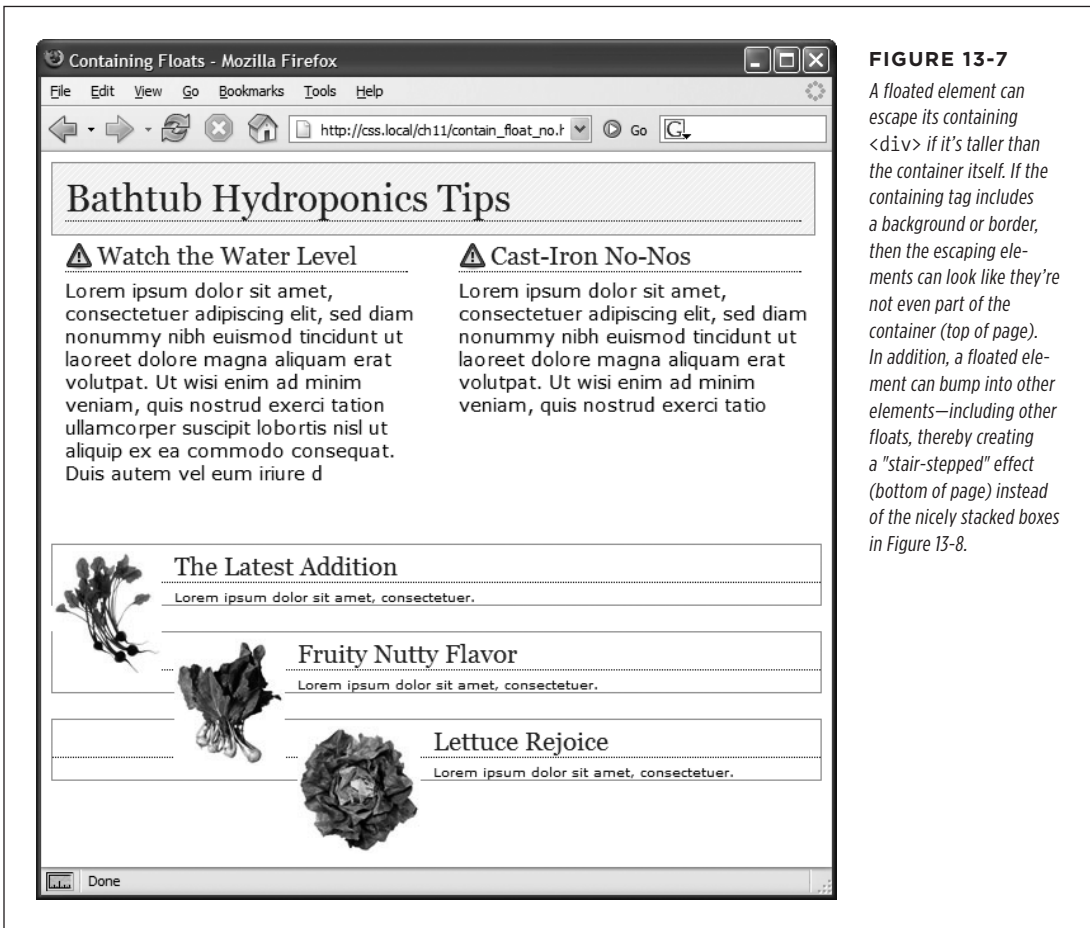 Containing Floats - Mozilla Firefox
File Edit View Go Bookmarks Tools Help
http://css.local/ch11/contain_float_no.h Go G
Bathtub Hydroponics Tips
Watch the Water Level
Lorem ipsum dolor sit amet,
consectetuer adipiscing elit, sed diam
nonummy nibh euismod tincidunt ut
laoreet dolore magna aliquam erat
volutpat. Ut wisi enim ad minim
veniam, quis nostrud exerci tation
ullamcorper suscipit lobortis nisl ut
aliquip ex ea commodo consequat.
Duis autem vel eum iriure d
Cast-Iron No-Nos
Lorem ipsum dolor sit amet,
consectetuer adipiscing elit, sed diam
nonummy nibh euismod tincidunt ut
laoreet dolore magna aliquam erat
volutpat. Ut wisi enim ad minim
veniam, quis nostrud exerci tatio
The Latest Addition
Lorem ipsum dolor sit amet, consectetuer.
Fruity Nutty Flavor
Lorem ipsum dolor sit amet, consectetuer.
Lettuce Rejoice
Lorem ipsum dolor sit amet, consectetuer.
Done
FIGURE 13-7
A floated element can
escape its containing
<div> if it's taller than
the container itself. If the
containing tag includes
a background or border,
then the escaping ele-
ments can look like they're
not even part of the
container (top of page).
In addition, a floated ele-
ment can bump into other
elements—including other
floats, thereby creating
a "stair-stepped" effect
(bottom of page) instead
of the nicely stacked boxes
in Figure 13-8.